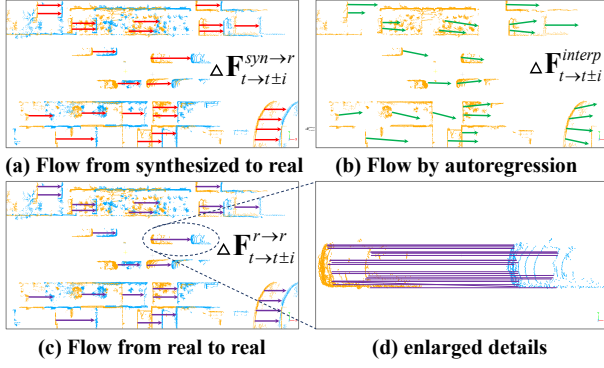 △F^{syn→r}_{t→t±i}
△F^{interp}_{t→t±i}
(a) Flow from synthesized to real
(b) Flow by autoregression
△F^{r→r}_{t→t±i}
(c) Flow from real to real
(d) enlarged details